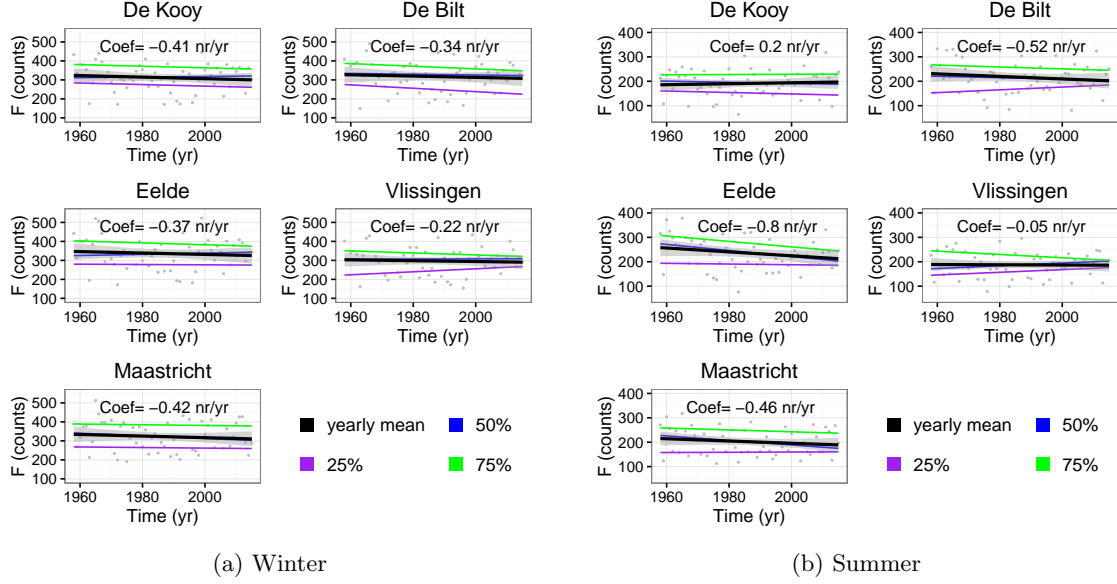 De Kooy
De Bilt
Coef= −0.41 nr/yr
Coef= −0.34 nr/yr
F (counts)
500
400
300
200
100
1960
1980
2000
Time (yr)
F (counts)
500
400
300
200
100
1960
1980
2000
Time (yr)
Eelde
Vlissingen
Coef= −0.37 nr/yr
Coef= −0.22 nr/yr
F (counts)
500
400
300
200
100
1960
1980
2000
Time (yr)
F (counts)
500
400
300
200
100
1960
1980
2000
Time (yr)
Maastricht
Coef= −0.42 nr/yr
F (counts)
500
400
300
200
100
1960
1980
2000
Time (yr)
yearly mean
50%
25%
75%
(a) Winter
De Kooy
De Bilt
Coef= 0.2 nr/yr
Coef= −0.52 nr/yr
F (counts)
400
300
200
100
1960
1980
2000
Time (yr)
F (counts)
400
300
200
100
1960
1980
2000
Time (yr)
Eelde
Vlissingen
Coef= −0.8 nr/yr
Coef= −0.05 nr/yr
F (counts)
400
300
200
100
1960
1980
2000
Time (yr)
F (counts)
400
300
200
100
1960
1980
2000
Time (yr)
Maastricht
Coef= −0.46 nr/yr
F (counts)
400
300
200
100
1960
1980
2000
Time (yr)
yearly mean
50%
25%
75%
(b) Summer